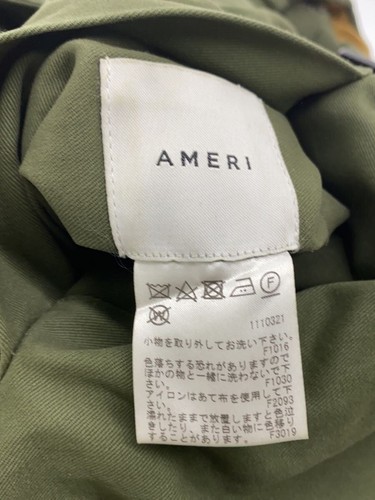 AMERI
F
W
1110321
小物を取り外してお洗い下さい。
F1016
色落ちする恐れがありますので
ほかの物と一緒に洗わないで下
さい。
F1030
アイロンはあて布を使用して下
さい。
F2093
濡れたままで放置しますと色泣
きしたり、また白い物に色移り
することがあります。
F3019